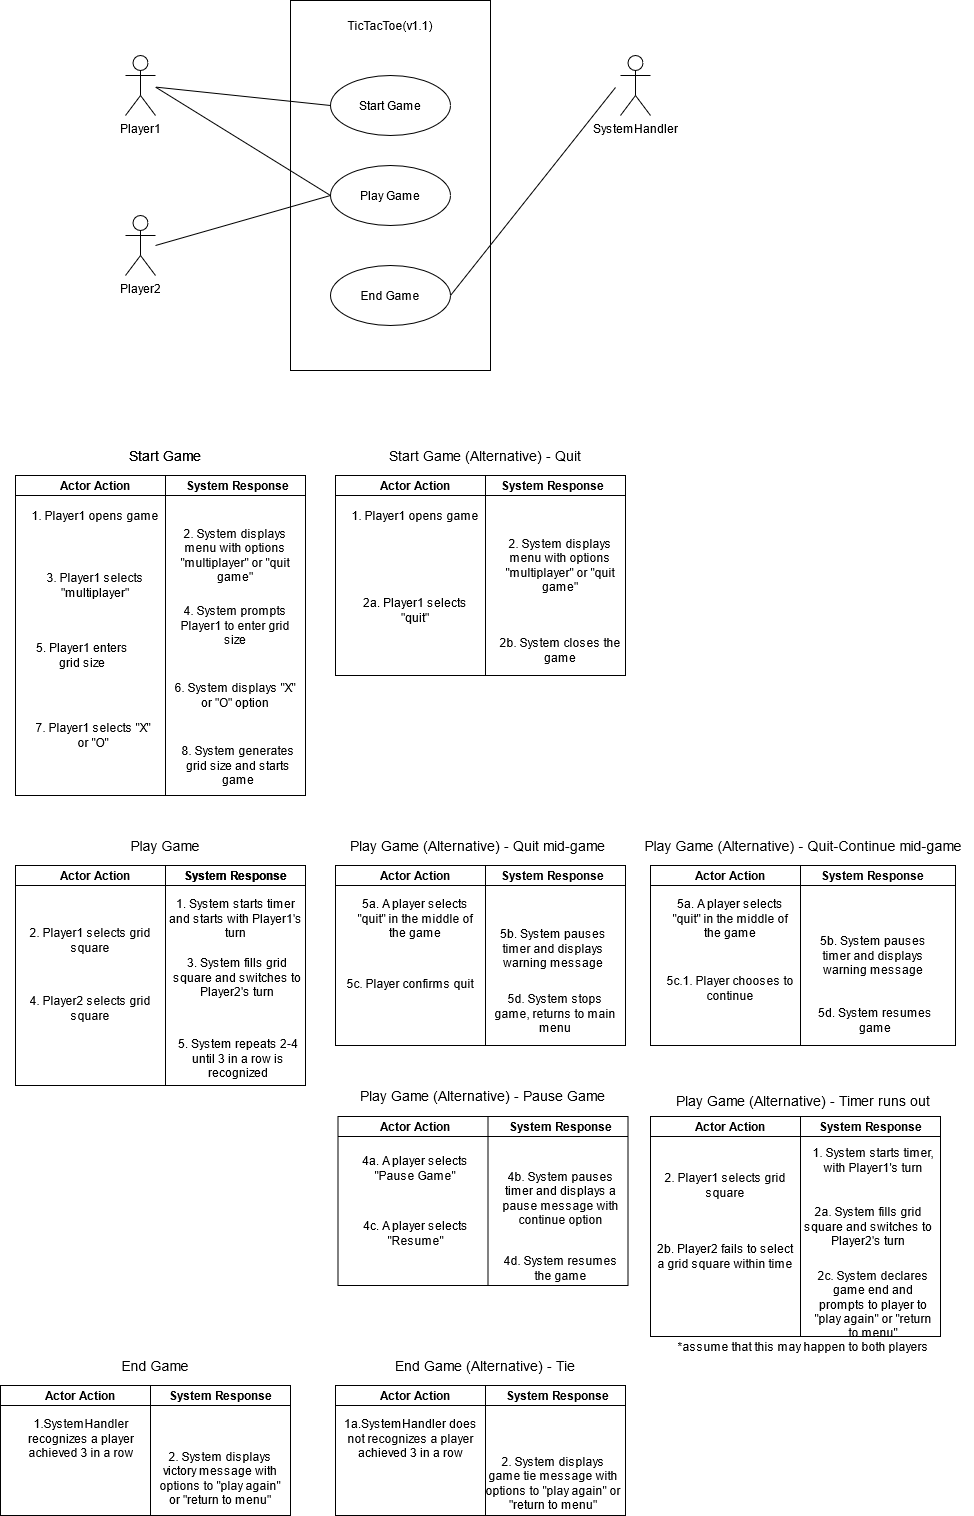 TicTacToe(v1.1)
Start Game
Play Game
End Game
Player1
Player2
SystemHandler
Start Game
Actor Action
System Response
1. Player1 opens game
2. System displays
menu with options
"multiplayer" or "quit
game"
3. Player1 selects
"multiplayer"
4. System prompts
Player1 to enter grid
size
5. Player1 enters
grid size
6. System displays "X"
or "O" option
7. Player1 selects "X"
or "O"
8. System generates
grid size and starts
game
Start Game (Alternative) - Quit
Actor Action
System Response
1. Player1 opens game
2. System displays
menu with options
"multiplayer" or "quit
game"
2a. Player1 selects
"quit"
2b. System closes the
game
Play Game
Actor Action
System Response
1. System starts timer
and starts with Player1's
turn
2. Player1 selects grid
square
3. System fills grid
square and switches to
Player2's turn
4. Player2 selects grid
square
5. System repeats 2-4
until 3 in a row is
recognized
Play Game (Alternative) - Quit mid-game
Actor Action
System Response
5a. A player selects
"quit" in the middle of
the game
5b. System pauses
timer and displays
warning message
5c. Player confirms quit
5d. System stops
game, returns to main
menu
Play Game (Alternative) - Quit-Continue mid-game
Actor Action
System Response
5a. A player selects
"quit" in the middle of
the game
5b. System pauses
timer and displays
warning message
5c.1. Player chooses to
continue
5d. System resumes
game
Play Game (Alternative) - Pause Game
Actor Action
System Response
4a. A player selects
"Pause Game"
4b. System pauses
timer and displays a
pause message with
continue option
4c. A player selects
"Resume"
4d. System resumes
the game
Play Game (Alternative) - Timer runs out
Actor Action
System Response
1. System starts timer,
with Player1's turn
2. Player1 selects grid
square
2a. System fills grid
square and switches to
Player2's turn
2b. Player2 fails to select
a grid square within time
2c. System declares
game end and
prompts to player to
"play again" or "return
to menu"
*assume that this may happen to both players
End Game
Actor Action
System Response
1.SystemHandler
recognizes a player
achieved 3 in a row
2. System displays
victory message with
options to "play again"
or "return to menu"
End Game (Alternative) - Tie
Actor Action
System Response
1a.SystemHandler does
not recognizes a player
achieved 3 in a row
2. System displays
game tie message with
options to "play again" or
"return to menu"